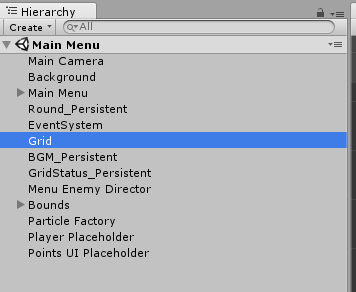 Hierarchy
Create
All
Main Menu
Main Camera
Background
Main Menu
Round_Persistent
EventSystem
Grid
BGM_Persistent
GridStatus_Persistent
Menu Enemy Director
Bounds
Particle Factory
Player Placeholder
Points UI Placeholder